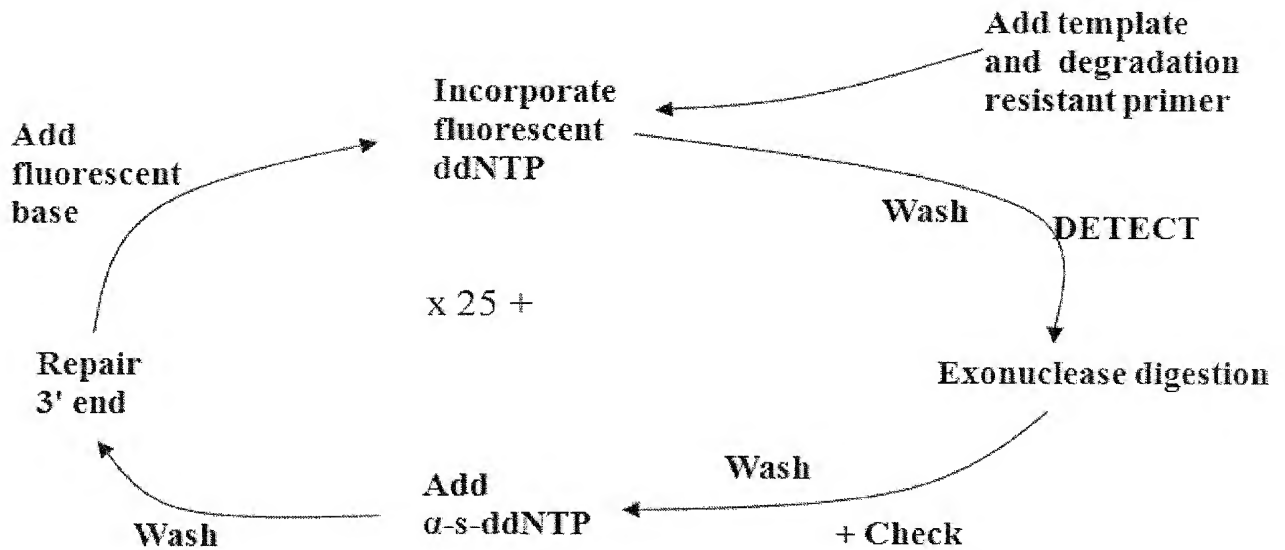 Add template
and degradation
resistant primer
Incorporate
fluorescent
ddNTP
Add
fluorescent
base
Wash
DETECT
x 25 +
Repair
3' end
Exonuclease digestion
Wash
+ Check
Add
α-s-ddNTP
Wash